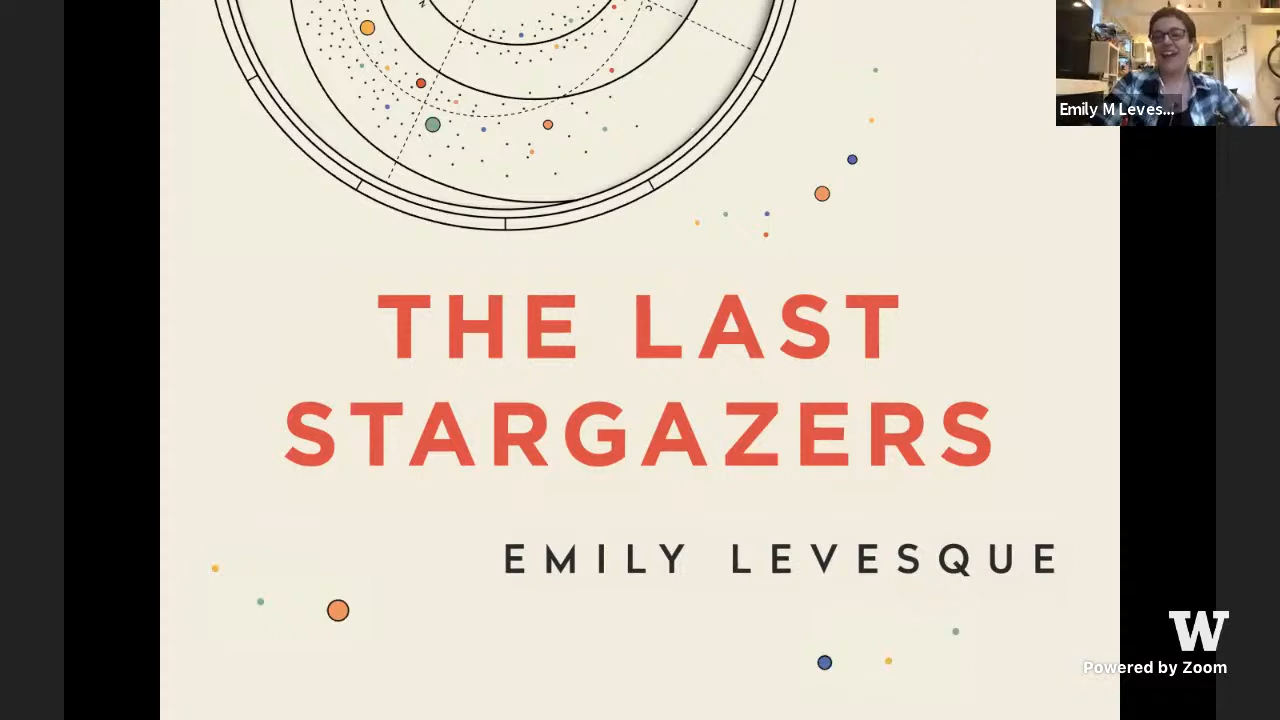 Emily M Leves...
THE LAST
STARGAZERS
EMILY LEVESQUE
W
Powered by Zoom